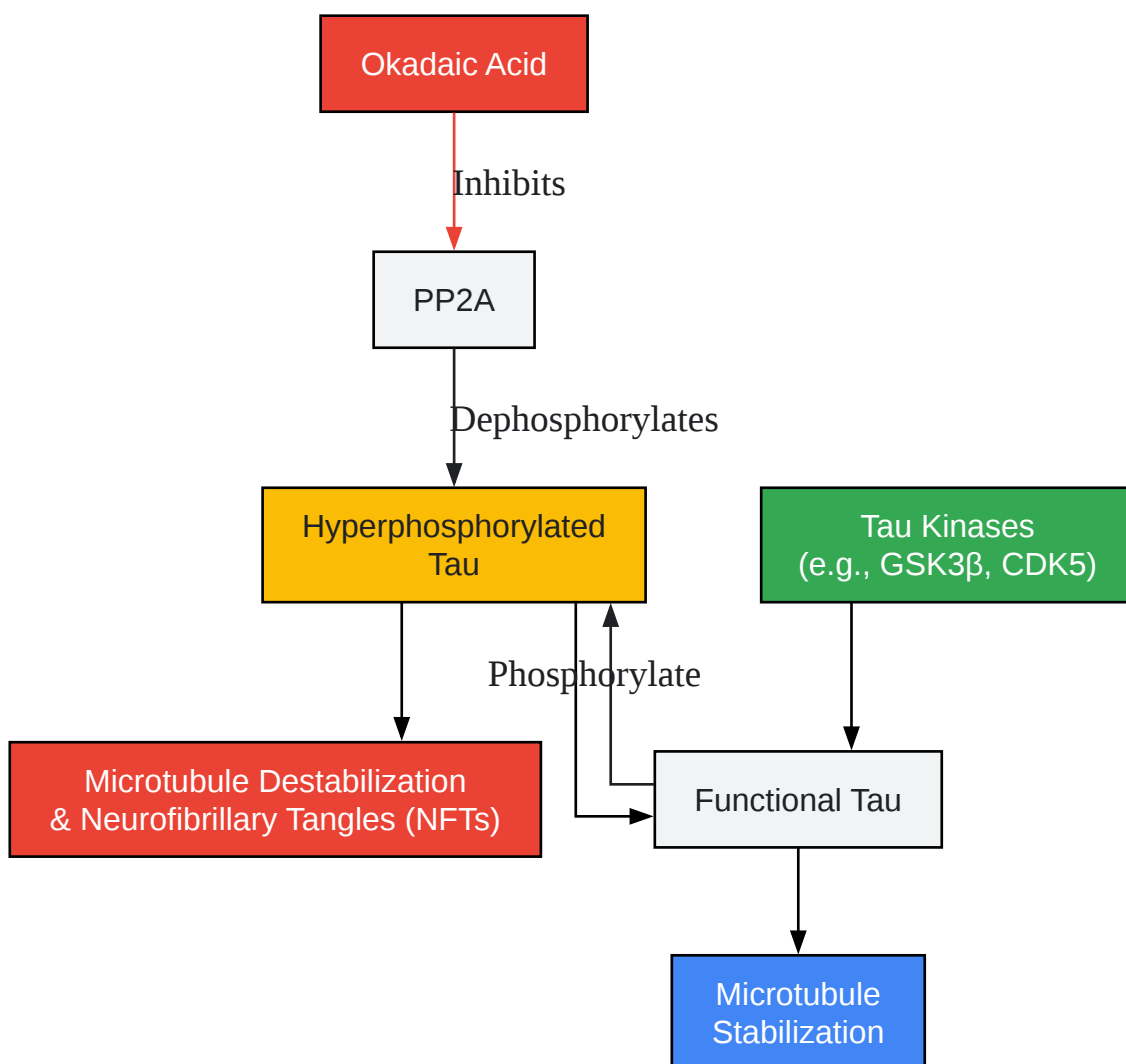 Okadaic Acid
Inhibits
PP2A
Dephosphorylates
Hyperphosphorylated
Tau
Tau Kinases
(e.g., GSK3β, CDK5)
Phosphorylate
Microtubule Destabilization
& Neurofibrillary Tangles (NFTs)
Functional Tau
Microtubule
Stabilization